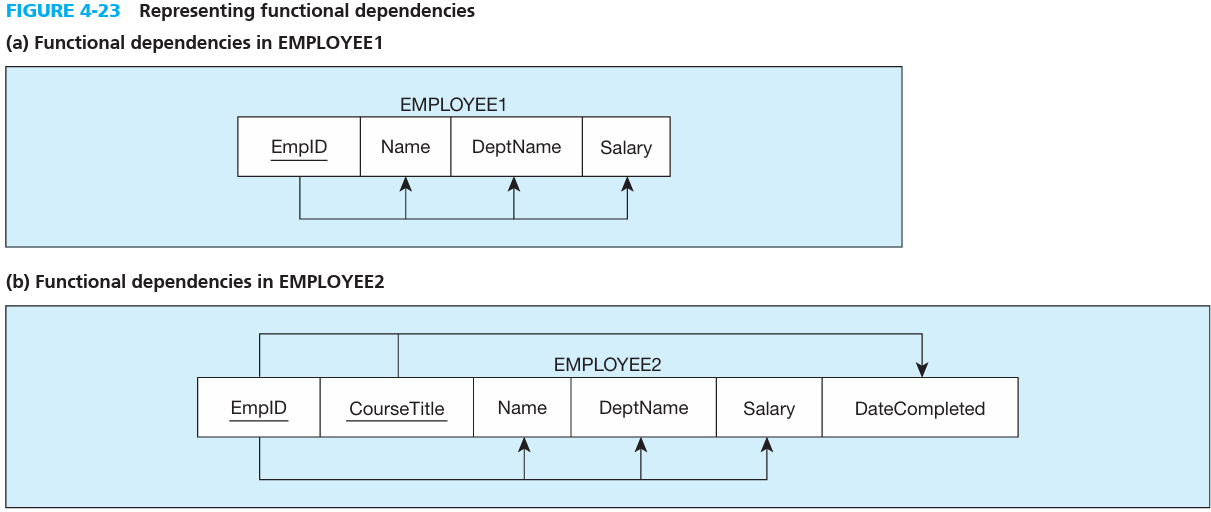 FIGURE 4-23 Representing functional dependencies
(a) Functional dependencies in EMPLOYEE1
EMPLOYEE1
EmpID Name DeptName Salary
(b) Functional dependencies in EMPLOYEE2
EMPLOYEE2
EmpID CourseTitle Name DeptName Salary DateCompleted